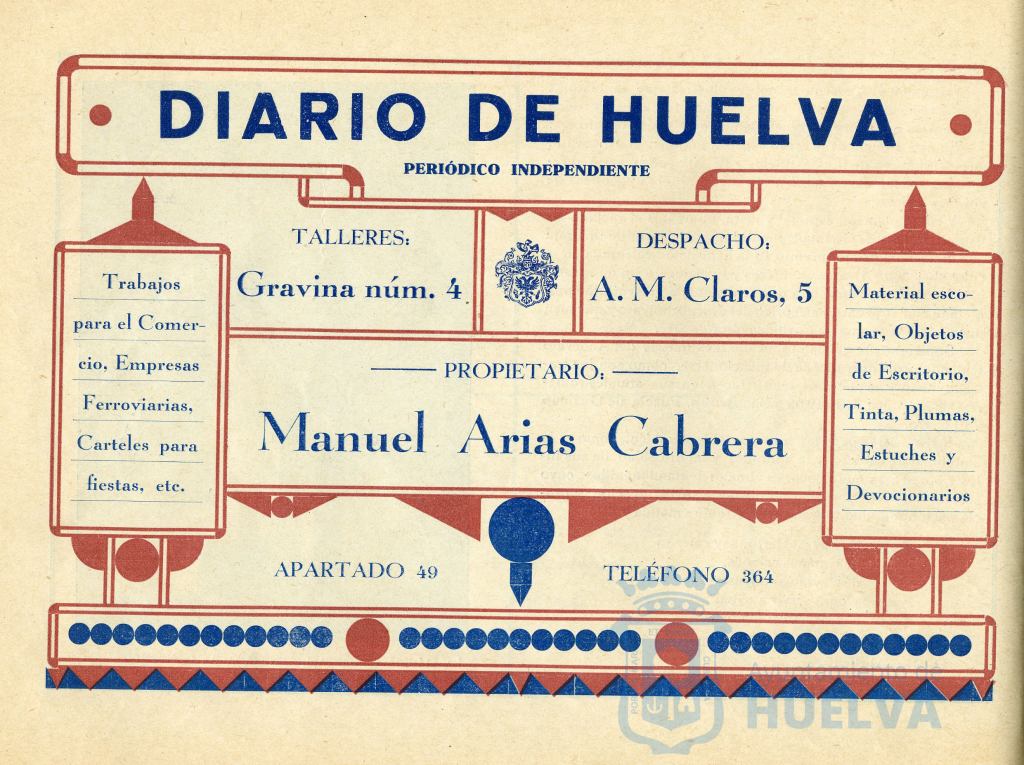 DIARIO DE HUELVA
PERIÓDICO INDEPENDIENTE
TALLERES:
Gravina núm. 4
DESPACHO:
A. M. Claros, 5
Trabajos
para el Comer-
cio, Empresas
Ferroviarias,
Carteles para
fiestas, etc.
PROPIETARIO:
Manuel Arias Cabrera
Material esco-
lar, Objetos
de Escritorio,
Tinta, Plumas,
Estuches y
Devocionarios
APARTADO 49
TELÉFONO 364
Ayuntamiento de
HUELVA